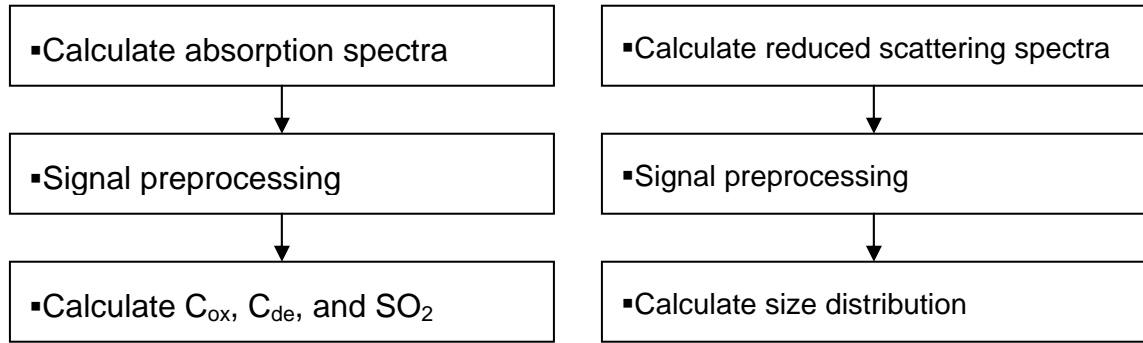 ▪Calculate absorption spectra
▪Signal preprocessing
▪Calculate Cox, Cde, and SO2
▪Calculate reduced scattering spectra
▪Signal preprocessing
▪Calculate size distribution